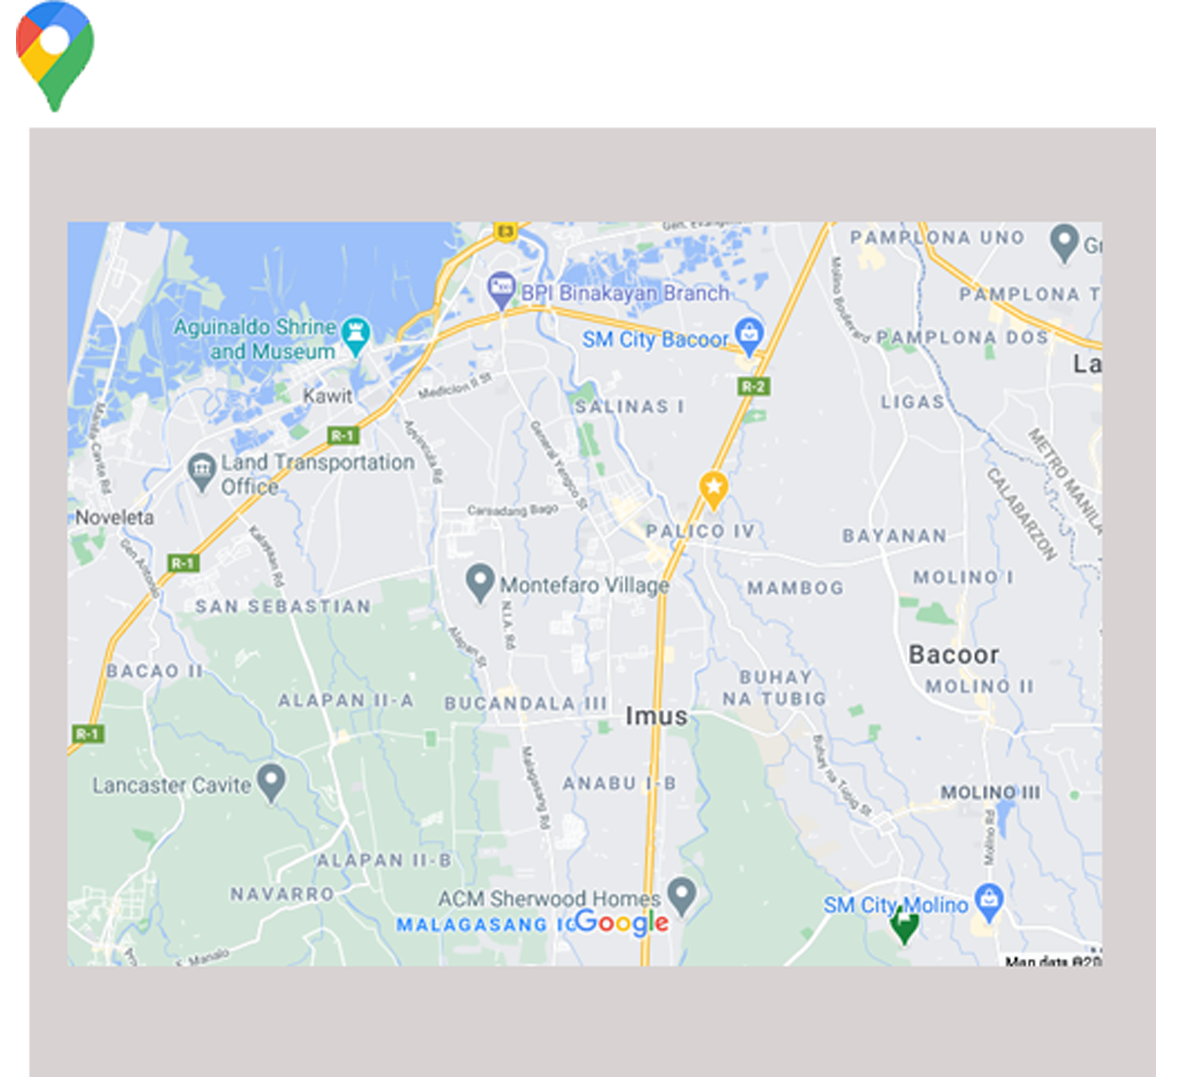 E3
Gen. Evangeli
PAMPLONA UNO
Gr
BPI Binakayan Branch
PAMPLONA T
Molino Boulevard
Aguinaldo Shrine
and Museum
SM City Bacoor
PAMPLONA DOS
La
Kawit
Medicion II St
R-2
SALINAS I
LIGAS
Manila-Cavite Rd
R-1
Advincula Rd
General Yengco St
METRO MANILA
CALABARZON
Land Transportation
Office
Noveleta
Carsadang Bago
PALICO IV
BAYANAN
Gen Antonio
Kalayaan Rd
R-1
Montefaro Village
MAMBOG
MOLINO I
SAN SEBASTIAN
N.I.A. Rd
Alapan St
Bacoor
BACAO II
BUHAY
NA TUBIG
MOLINO II
ALAPAN II-A
BUCANDALA III
Imus
R-1
Malagasang Rd
Buhay na Tubig St
Lancaster Cavite
ANABU I-B
MOLINO III
Molino Rd
ALAPAN II-B
NAVARRO
ACM Sherwood Homes
SM City Molino
MALAGASANG I
Google
Manalo
Map data ©20